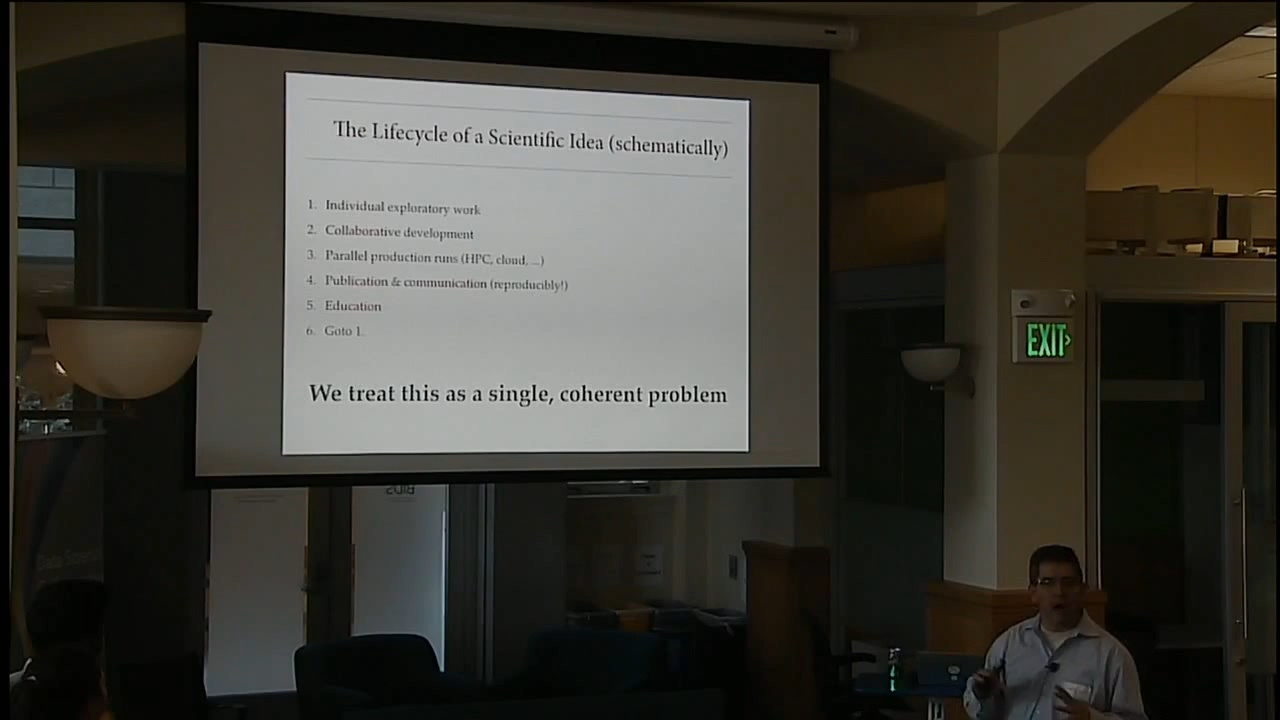 The Lifecycle of a Scientific Idea (schematically)
1. Individual exploratory work
2. Collaborative development
3. Parallel production runs (HPC, cloud, ...)
4. Publication & communication (reproducibly!)
5. Education
6. Goto 1.
We treat this as a single, coherent problem
EXIT